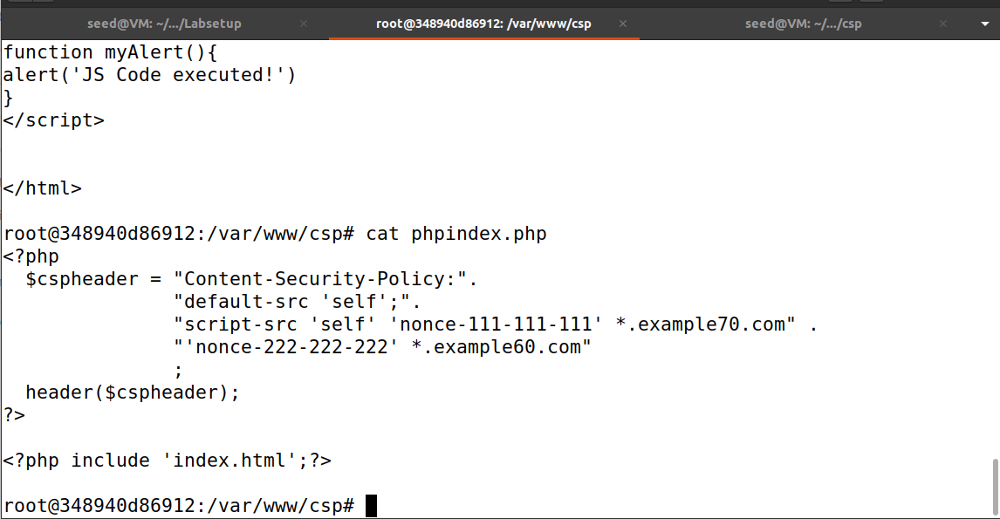 seed@VM: ~/.../Labsetup × root@348940d86912: /var/www/csp × seed@VM: ~/.../csp ×
function myAlert(){
alert('JS Code executed!')
}
</script>
</html>
root@348940d86912:/var/www/csp# cat phpindex.php
<?php
  $cspheader = "Content-Security-Policy:".
               "default-src 'self';".
               "script-src 'self' 'nonce-111-111-111' *.example70.com" .
               "'nonce-222-222-222' *.example60.com"
               ;
  header($cspheader);
?>
<?php include 'index.html';?>
root@348940d86912:/var/www/csp#